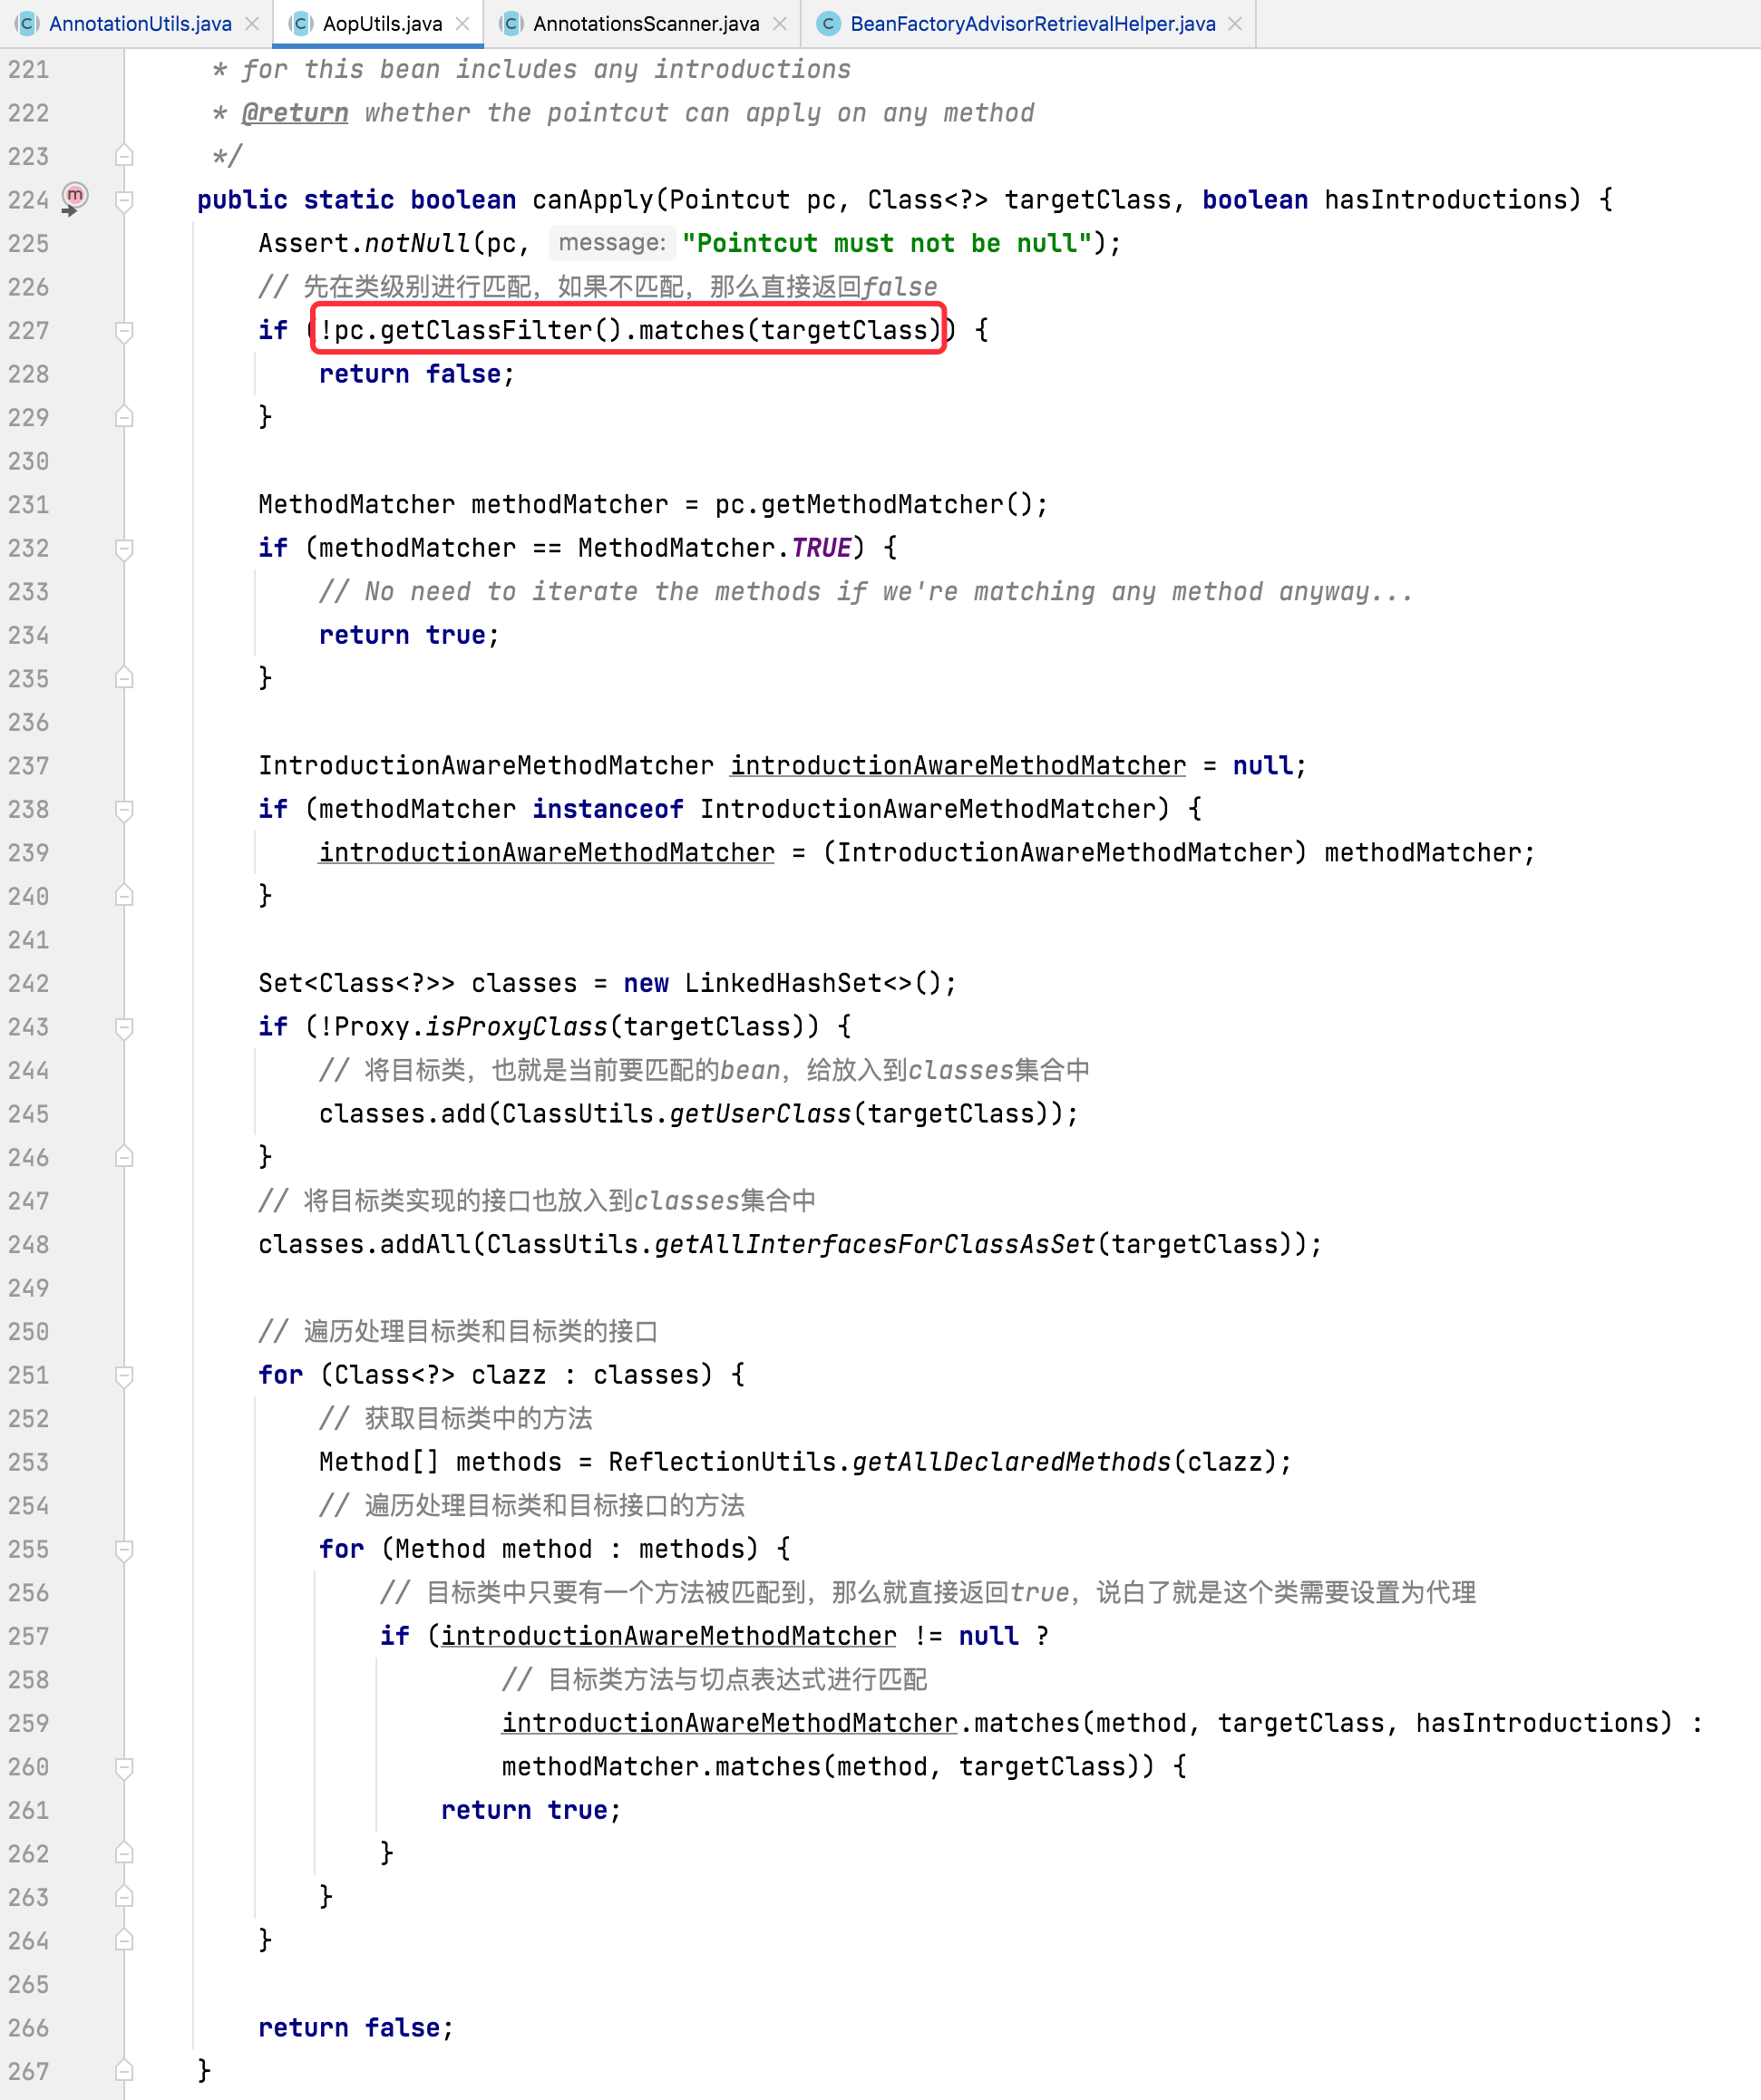 AnnotationUtils.java AopUtils.java AnnotationsScanner.java BeanFactoryAdvisorRetrievalHelper.java
221 * for this bean includes any introductions
222 * @return whether the pointcut can apply on any method
223 */
224 public static boolean canApply(Pointcut pc, Class<?> targetClass, boolean hasIntroductions) {
225 Assert.notNull(pc, message: "Pointcut must not be null");
226 // 先在类级别进行匹配，如果不匹配，那么直接返回false
227 if (!pc.getClassFilter().matches(targetClass)) {
228 return false;
229 }
230
231 MethodMatcher methodMatcher = pc.getMethodMatcher();
232 if (methodMatcher == MethodMatcher.TRUE) {
233 // No need to iterate the methods if we're matching any method anyway...
234 return true;
235 }
236
237 IntroductionAwareMethodMatcher introductionAwareMethodMatcher = null;
238 if (methodMatcher instanceof IntroductionAwareMethodMatcher) {
239 introductionAwareMethodMatcher = (IntroductionAwareMethodMatcher) methodMatcher;
240 }
241
242 Set<Class<?>> classes = new LinkedHashSet<>();
243 if (!Proxy.isProxyClass(targetClass)) {
244 // 将目标类，也就是当前要匹配的bean，给放入到classes集合中
245 classes.add(ClassUtils.getUserClass(targetClass));
246 }
247 // 将目标类实现的接口也放入到classes集合中
248 classes.addAll(ClassUtils.getAllInterfacesForClassAsSet(targetClass));
249
250 // 遍历处理目标类和目标类的接口
251 for (Class<?> clazz : classes) {
252 // 获取目标类中的方法
253 Method[] methods = ReflectionUtils.getAllDeclaredMethods(clazz);
254 // 遍历处理目标类和目标接口的方法
255 for (Method method : methods) {
256 // 目标类中只要有一个方法被匹配到，那么就直接返回true，说白了就是这个类需要设置为代理
257 if (introductionAwareMethodMatcher != null ?
258 // 目标类方法与切点表达式进行匹配
259 introductionAwareMethodMatcher.matches(method, targetClass, hasIntroductions) :
260 methodMatcher.matches(method, targetClass)) {
261 return true;
262 }
263 }
264 }
265
266 return false;
267 }